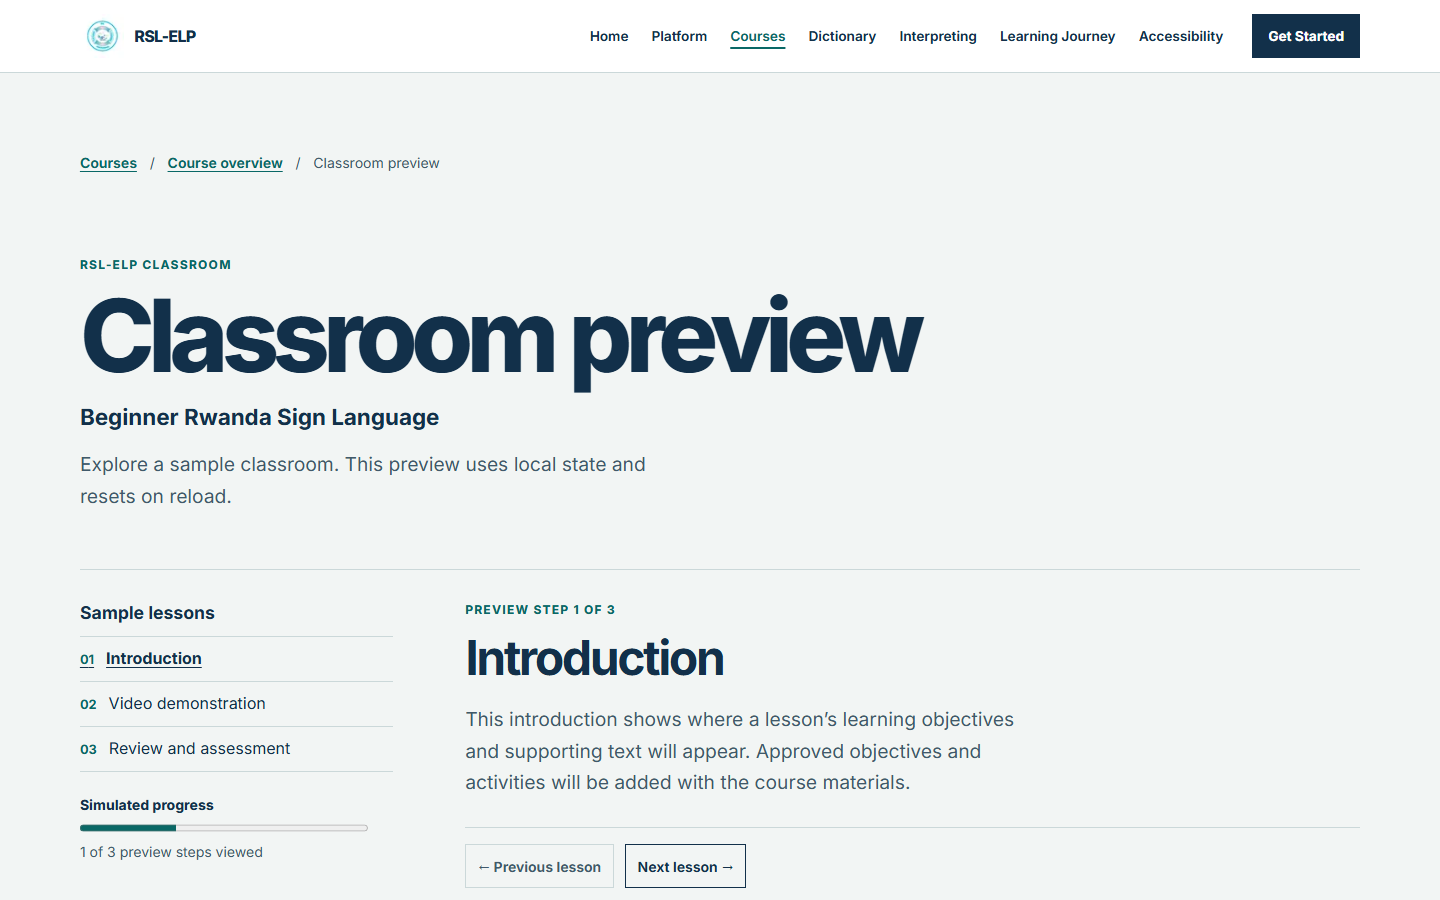 RSL-ELP
Home Platform Courses Dictionary Interpreting Learning Journey Accessibility Get Started
Courses / Course overview / Classroom preview
RSL-ELP CLASSROOM
Classroom preview
Beginner Rwanda Sign Language
Explore a sample classroom. This preview uses local state and
resets on reload.
Sample lessons
01 Introduction
02 Video demonstration
03 Review and assessment
Simulated progress
1 of 3 preview steps viewed
PREVIEW STEP 1 OF 3
Introduction
This introduction shows where a lesson’s learning objectives
and supporting text will appear. Approved objectives and
activities will be added with the course materials.
← Previous lesson Next lesson →